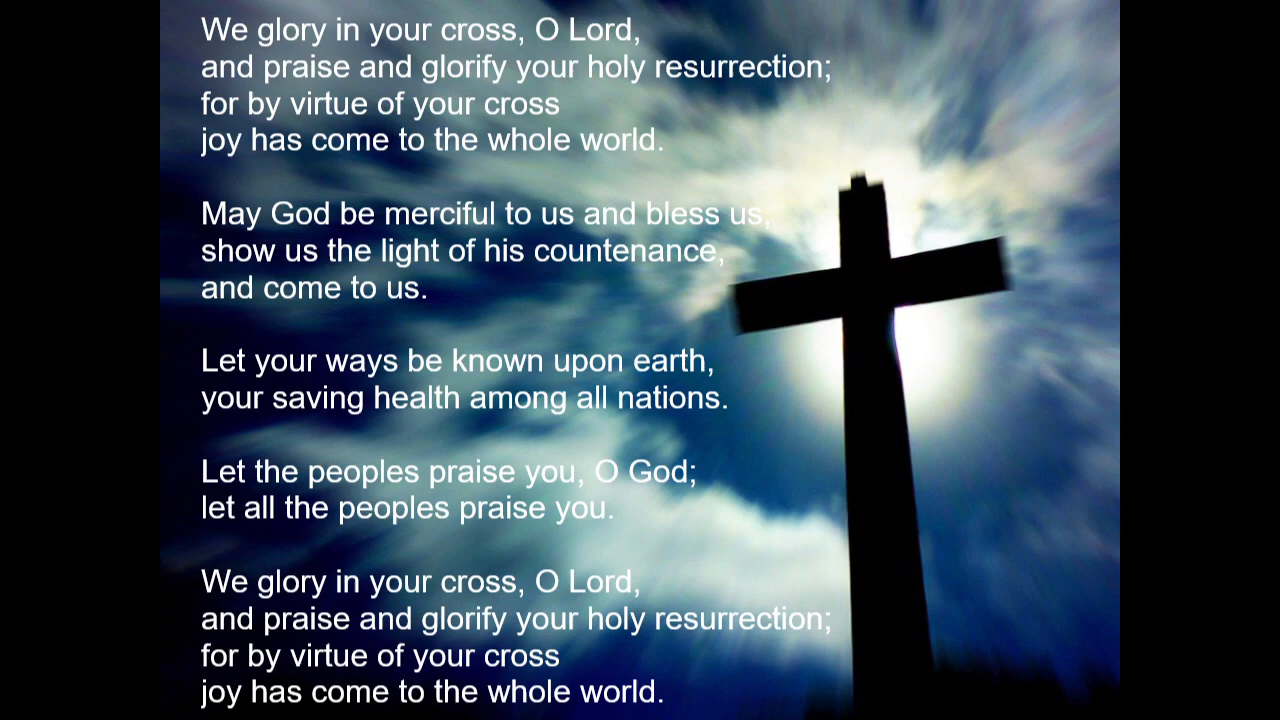 We glory in your cross, O Lord,
and praise and glorify your holy resurrection;
for by virtue of your cross
joy has come to the whole world.
May God be merciful to us and bless us,
show us the light of his countenance,
and come to us.
Let your ways be known upon earth,
your saving health among all nations.
Let the peoples praise you, O God;
let all the peoples praise you.
We glory in your cross, O Lord,
and praise and glorify your holy resurrection;
for by virtue of your cross
joy has come to the whole world.